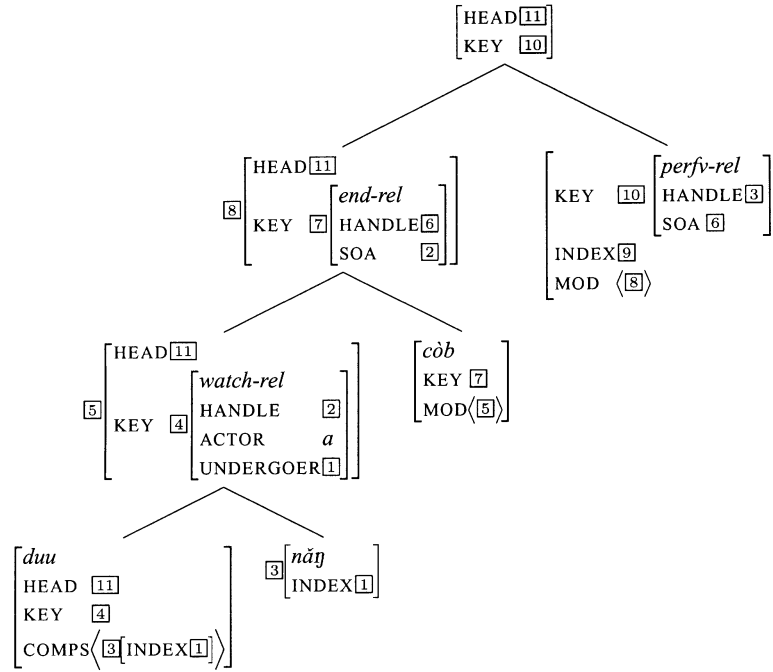 HEAD 11
KEY 10
8
HEAD 11
KEY 7
end-rel
HANDLE 6
SOA 2
KEY 10
perfv-rel
HANDLE 3
SOA 6
INDEX 9
MOD ⟨8⟩
5
HEAD 11
KEY 4
watch-rel
HANDLE 2
ACTOR a
UNDERGOER 1
còb
KEY 7
MOD⟨5⟩
duu
HEAD 11
KEY 4
COMPS⟨3[INDEX 1]⟩
3
nǎŋ
INDEX 1